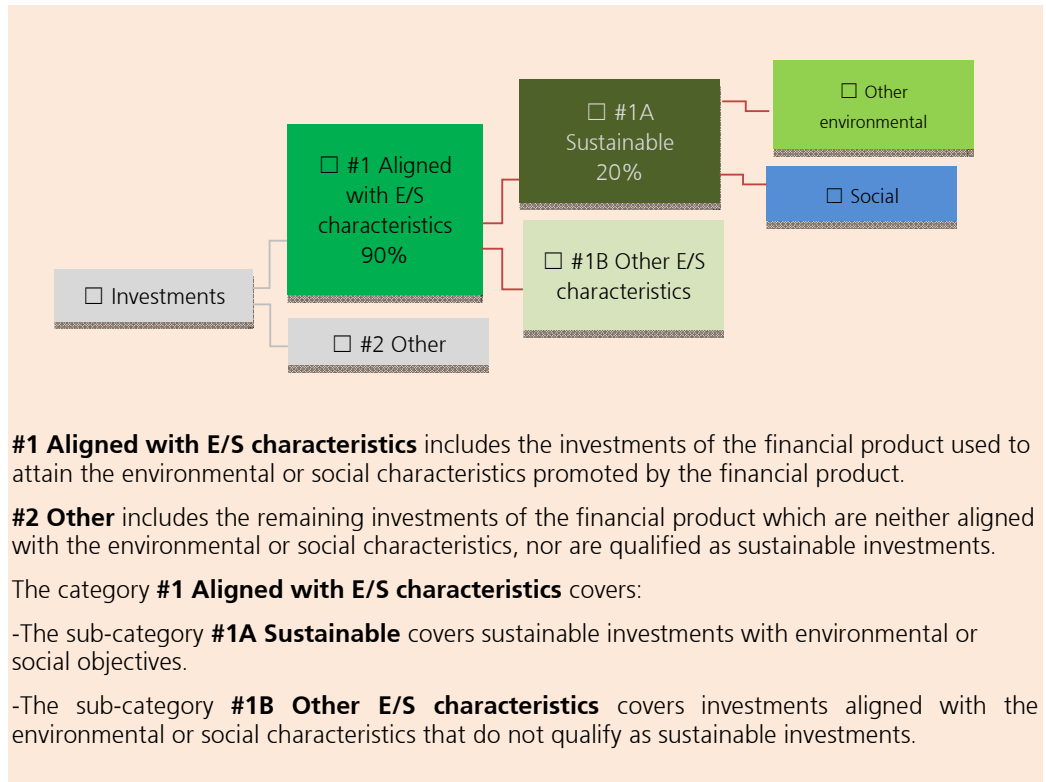 ☐ Investments
☐ #1 Aligned
with E/S
characteristics
90%
☐ #2 Other
☐ #1A
Sustainable
20%
☐ #1B Other E/S
characteristics
☐ Other
environmental
☐ Social
#1 Aligned with E/S characteristics includes the investments of the financial product used to
attain the environmental or social characteristics promoted by the financial product.
#2 Other includes the remaining investments of the financial product which are neither aligned
with the environmental or social characteristics, nor are qualified as sustainable investments.
The category #1 Aligned with E/S characteristics covers:
-The sub-category #1A Sustainable covers sustainable investments with environmental or
social objectives.
-The sub-category #1B Other E/S characteristics covers investments aligned with the
environmental or social characteristics that do not qualify as sustainable investments.